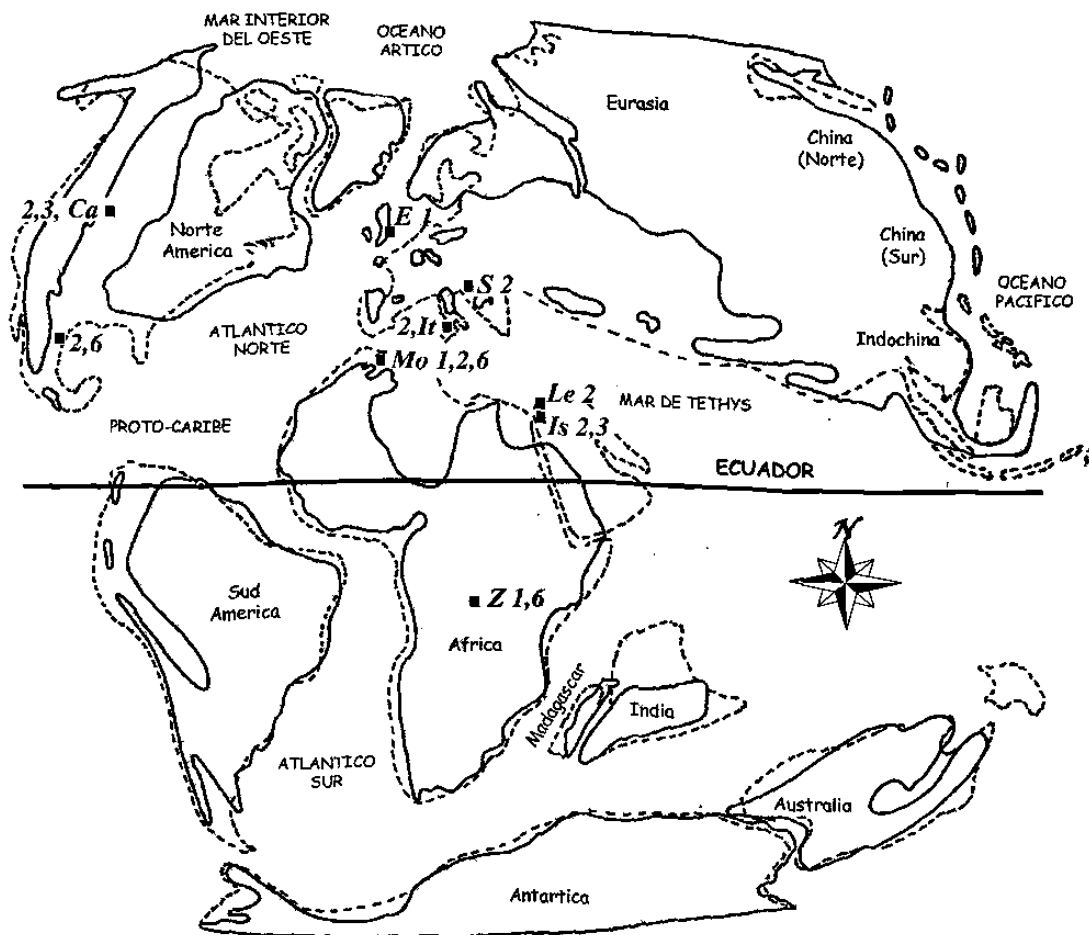 MAR INTERIOR
DEL OESTE
OCEANO
ARTICO
Eurasia
China
(Norte)
2,3, Ca
Norte
America
E 1
China
(Sur)
S 2
OCEANO
PACIFICO
2,6
ATLANTICO
NORTE
2,It
Indochina
Mo 1,2,6
Le 2
MAR DE TETHYS
Is 2,3
PROTO-CARIBE
ECUADOR
N
Sud
America
Z 1,6
Africa
Madagascar
India
ATLANTICO
SUR
Australia
Antartica